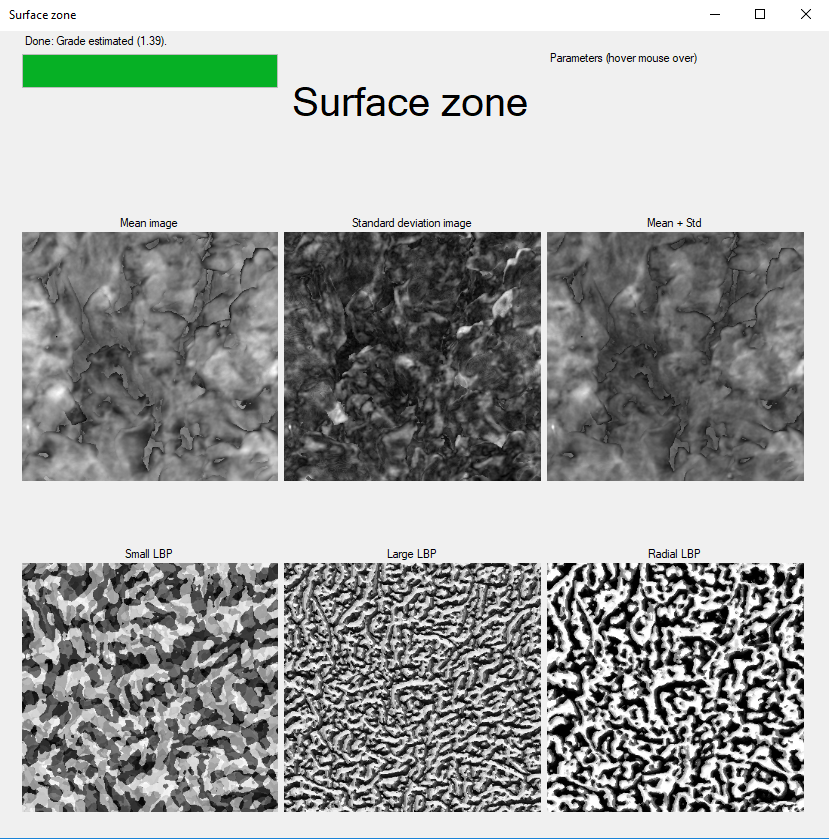 Surface zone
Done: Grade estimated (1.39).
Parameters (hover mouse over)
Surface zone
Mean image
Standard deviation image
Mean + Std
Small LBP
Large LBP
Radial LBP